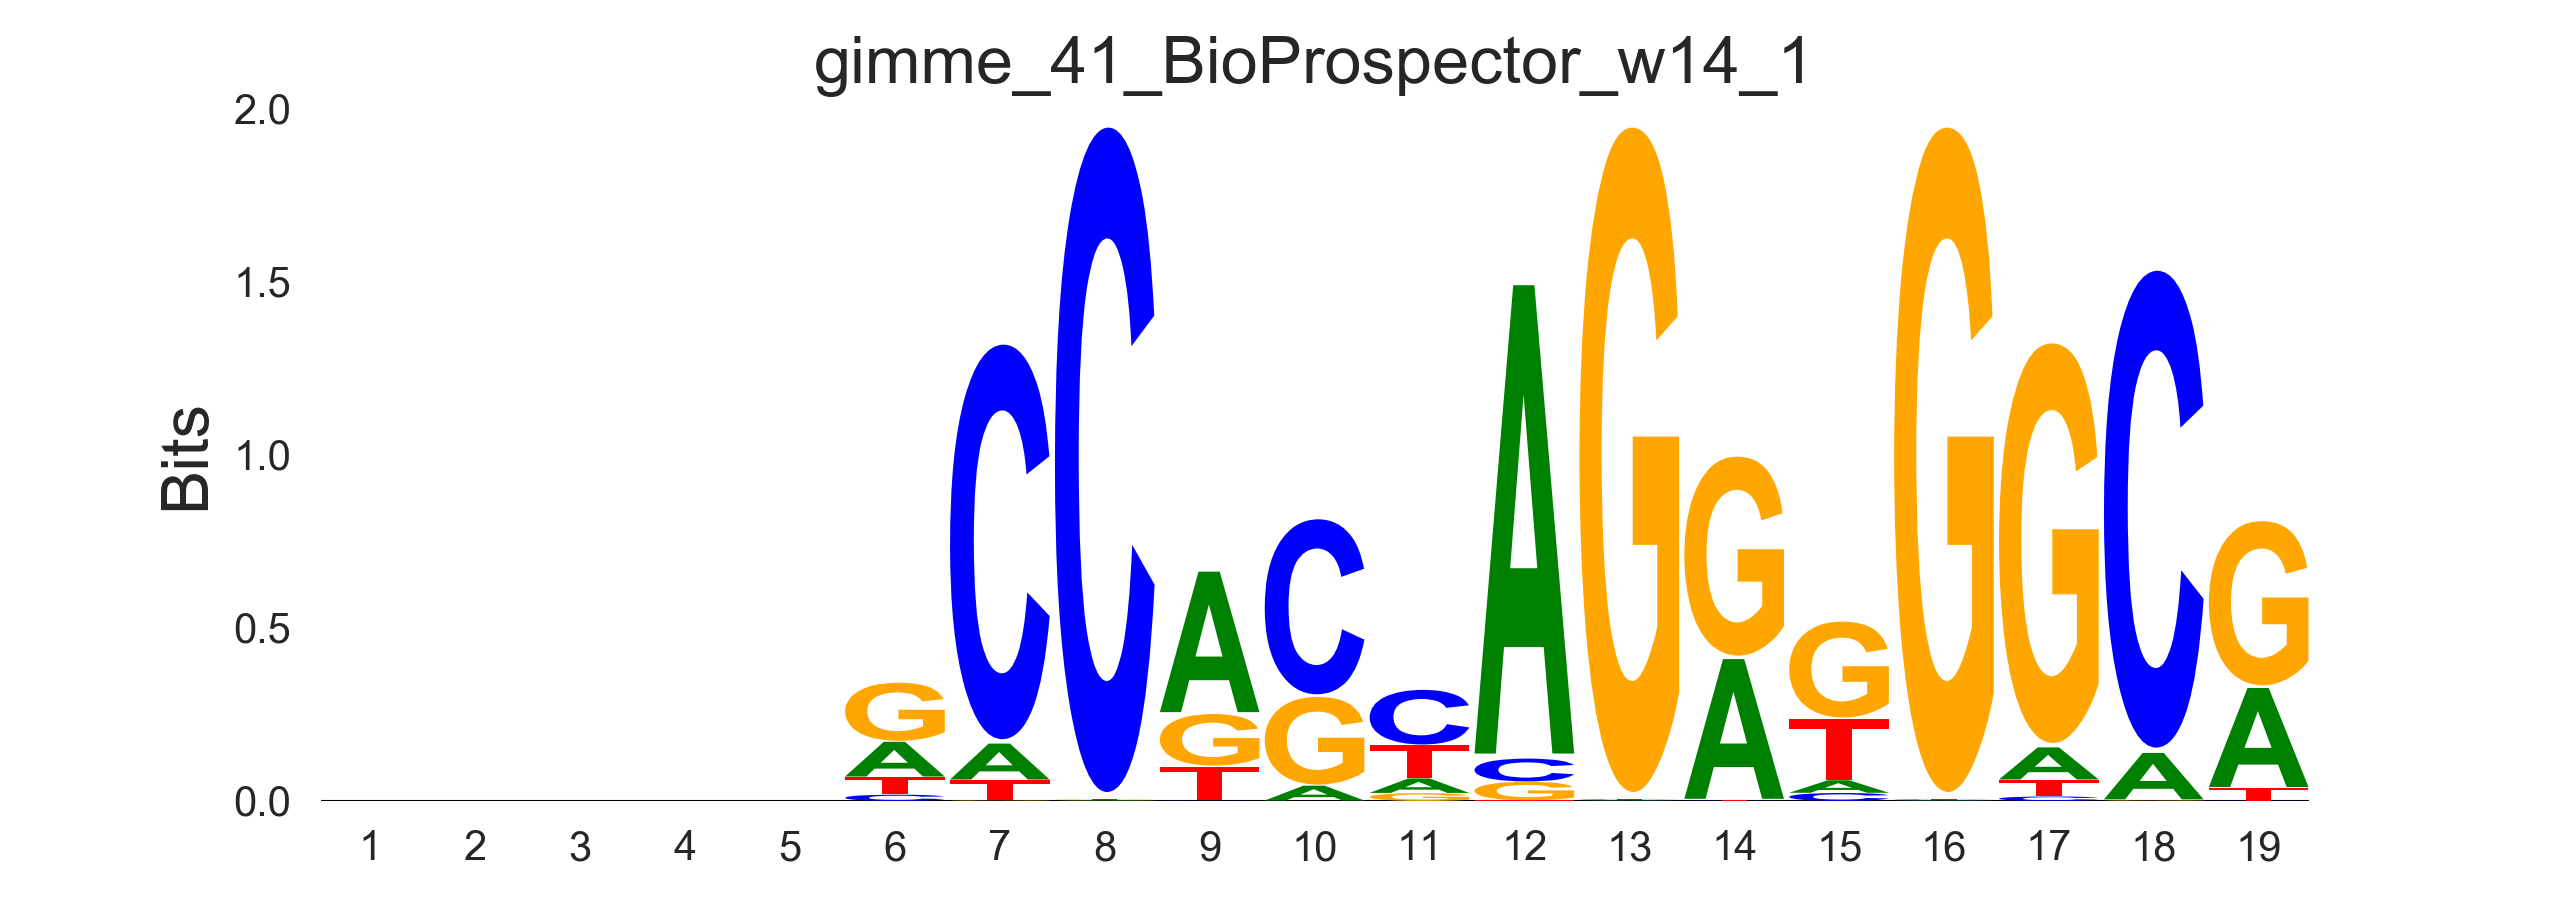 gimme_41_BioProspector_w14_1
2.0
1.5
1.0
0.5
0.0
Bits
G A T C
C A T
C
A G T
C G A
C T A G
A C G
G
G A
G T A C
G
G A T C
C A
G A T
1 2 3 4 5 6 7 8 9 10 11 12 13 14 15 16 17 18 19